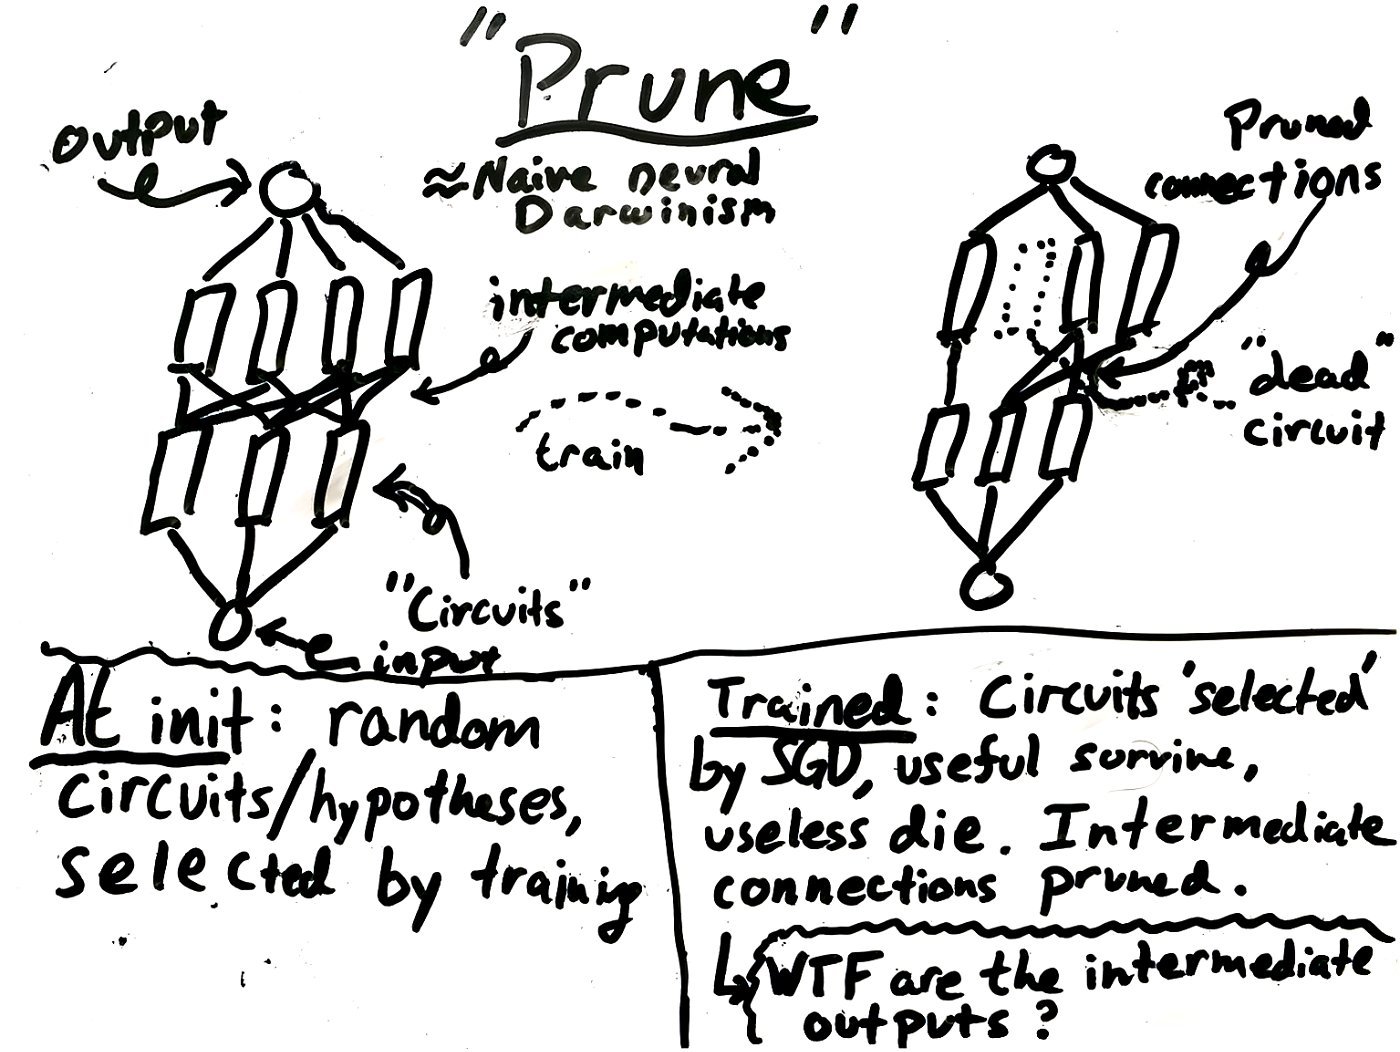 "Prune"
≈Naive neural
Darwinism
output
intermediate
computations
train
"Circuits"
input
Pruned
connections
"dead"
circuit
At init: random
circuits/hypotheses,
selected by training
Trained: Circuits 'selected'
by SGD, useful survive,
useless die. Intermediate
connections pruned.
↳ WTF are the intermediate
outputs?